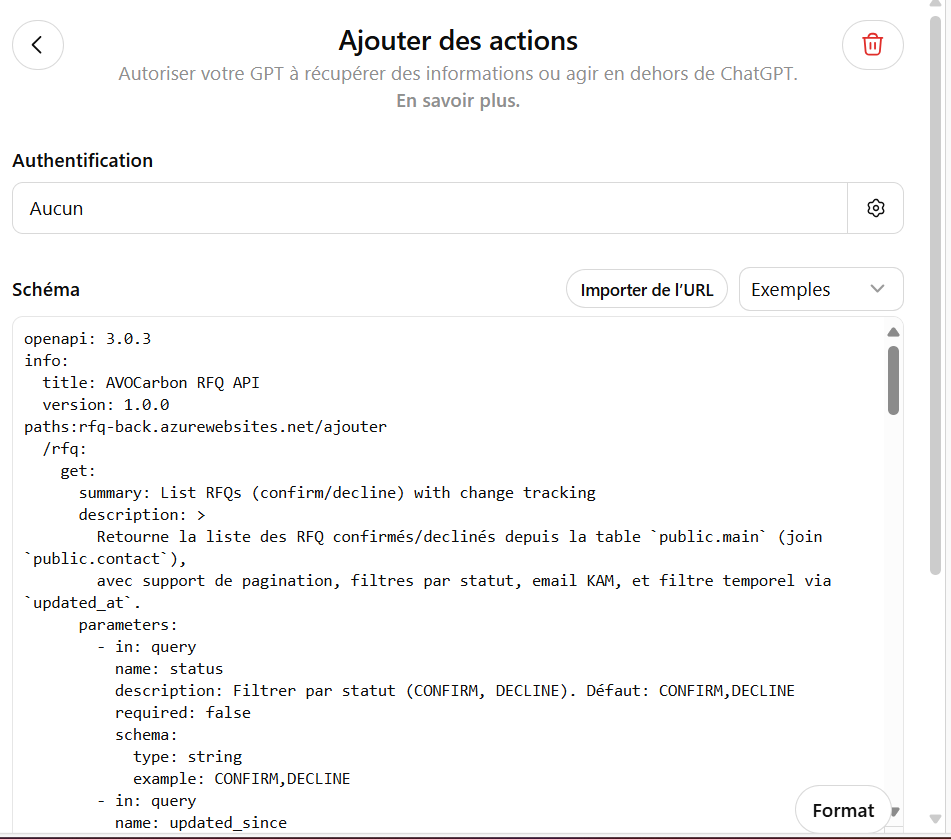 Ajouter des actions
Autoriser votre GPT à récupérer des informations ou agir en dehors de ChatGPT.
En savoir plus.
Authentification
Aucun
Schéma
Importer de l’URL
Exemples
openapi: 3.0.3
info:
  title: AVOCarbon RFQ API
  version: 1.0.0
paths:rfq-back.azurewebsites.net/ajouter
  /rfq:
    get:
      summary: List RFQs (confirm/decline) with change tracking
      description: >
        Retourne la liste des RFQ confirmés/declinés depuis la table `public.main` (join
`public.contact`),
        avec support de pagination, filtres par statut, email KAM, et filtre temporel via
`updated_at`.
      parameters:
        - in: query
          name: status
          description: Filtrer par statut (CONFIRM, DECLINE). Défaut: CONFIRM,DECLINE
          required: false
          schema:
            type: string
            example: CONFIRM,DECLINE
        - in: query
          name: updated_since
Format